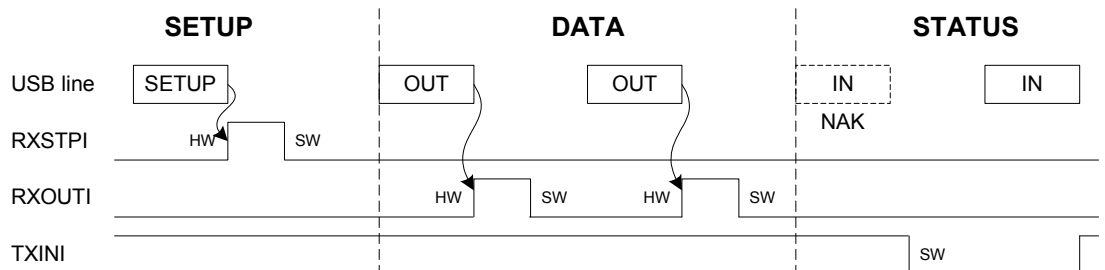 SETUP DATA STATUS
USB line SETUP OUT OUT IN IN
NAK
RXSTPI HW SW
RXOUTI HW SW HW SW
TXINI SW